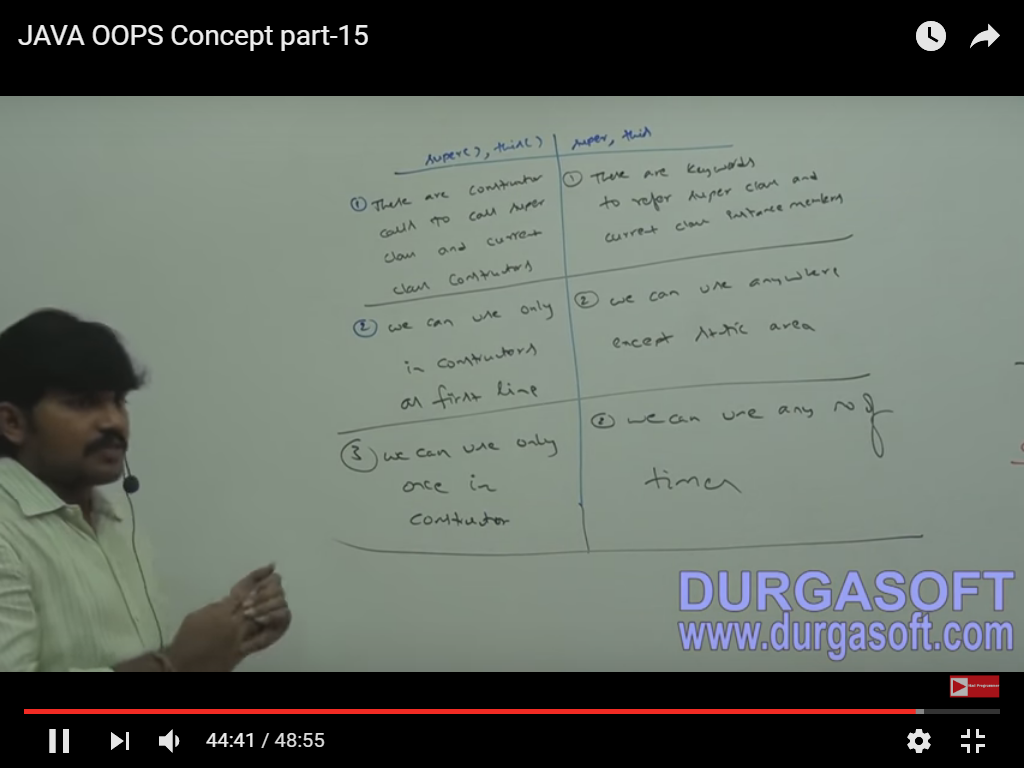 JAVA OOPS Concept part-15
super(), this()
super, this
① These are constructor
calls to call super
class and current
class constructors
① These are keywords
to refer super class and
current class instance members
② we can use only
in constructors
as first line
② we can use anywhere
except static area
③ we can use only
once in
constructor
② we can use any no of
times
DURGASOFT
www.durgasoft.com
44:41 / 48:55